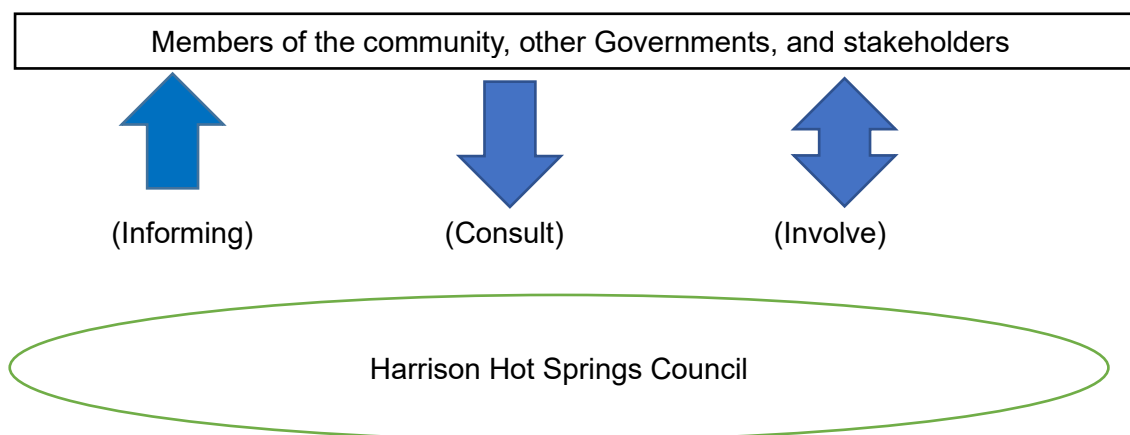 Members of the community, other Governments, and stakeholders
(Informing)
(Consult)
(Involve)
Harrison Hot Springs Council